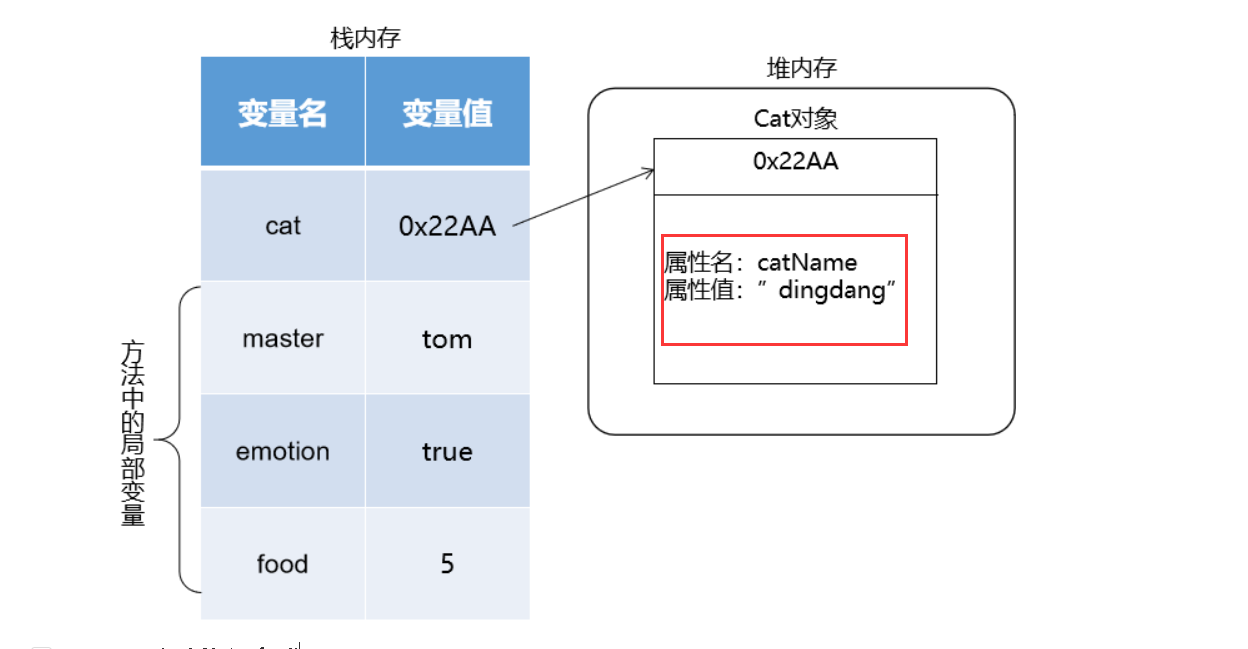 栈内存
堆内存
变量名 变量值
Cat对象
0x22AA
cat 0x22AA
属性名：catName
属性值：”dingdang”
master tom
方法中的局部变量
emotion true
food 5